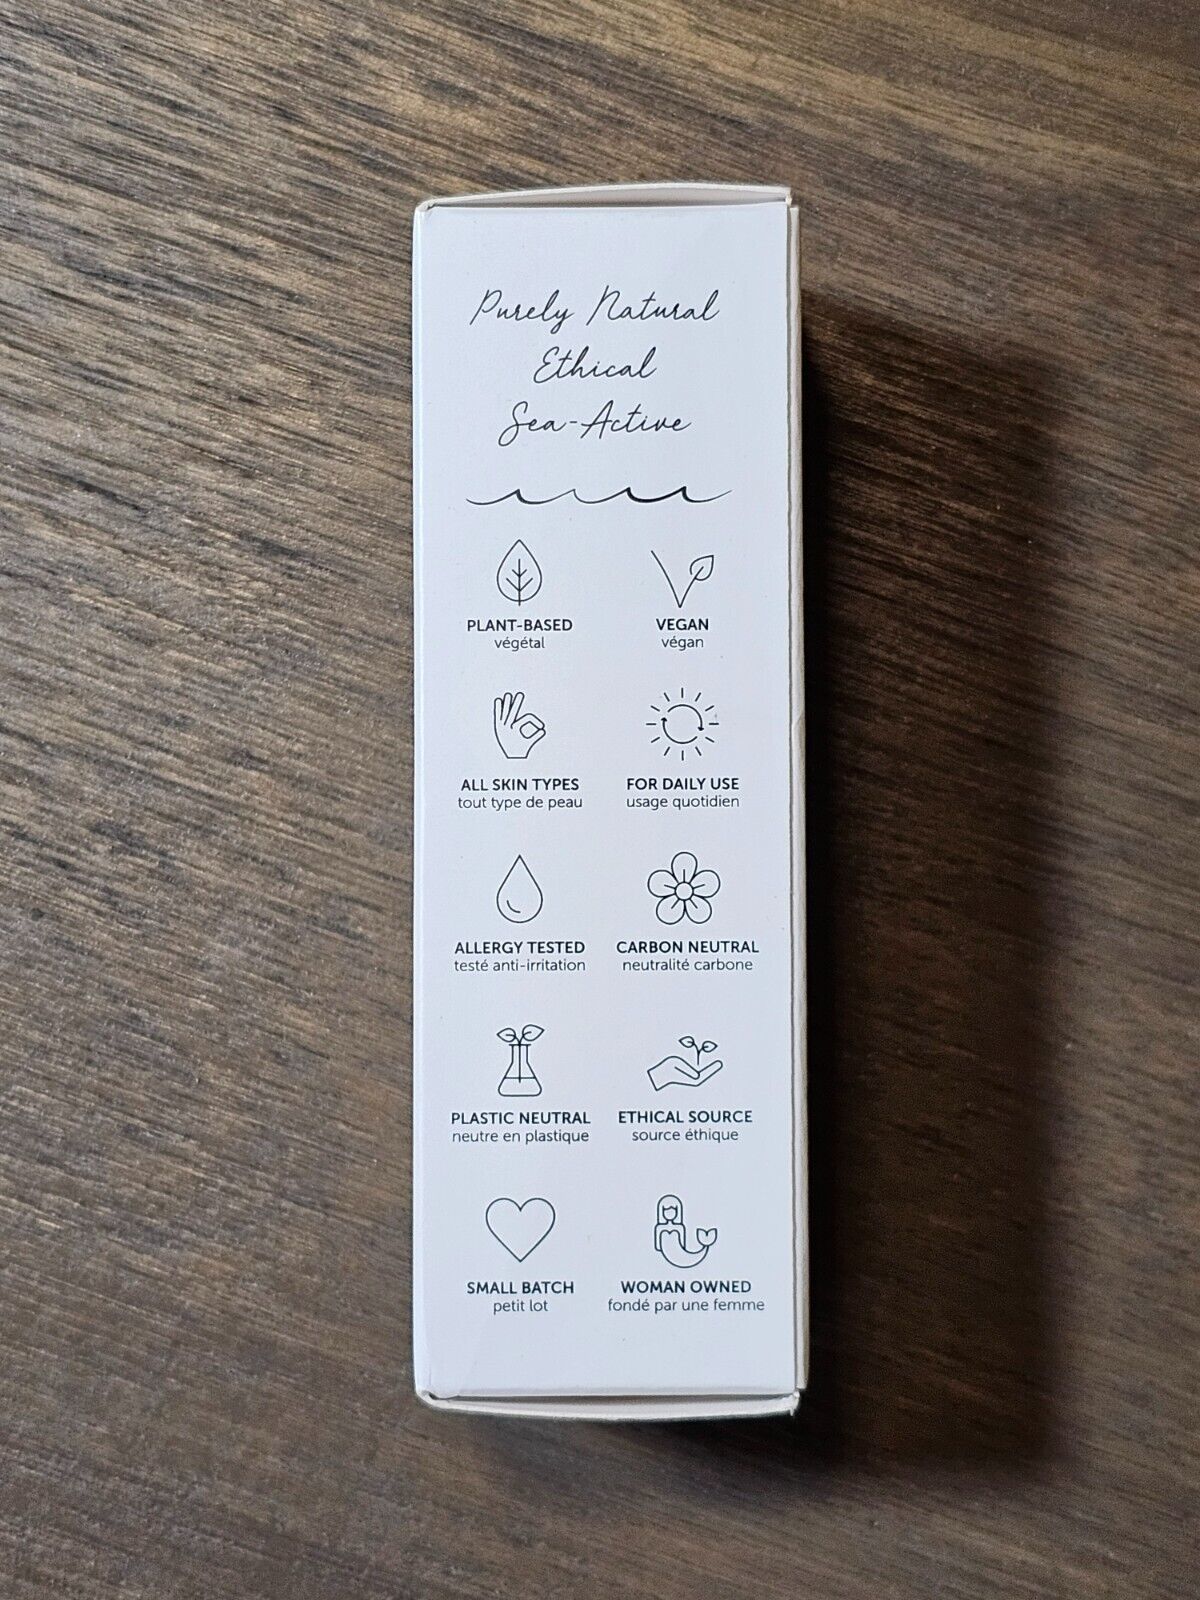 Purely Natural
Ethical
Sea-Active
PLANT-BASED
végétal
VEGAN
végan
ALL SKIN TYPES
tout type de peau
FOR DAILY USE
usage quotidien
ALLERGY TESTED
testé anti-irritation
CARBON NEUTRAL
neutralité carbone
PLASTIC NEUTRAL
neutre en plastique
ETHICAL SOURCE
source éthique
SMALL BATCH
petit lot
WOMAN OWNED
fondé par une femme